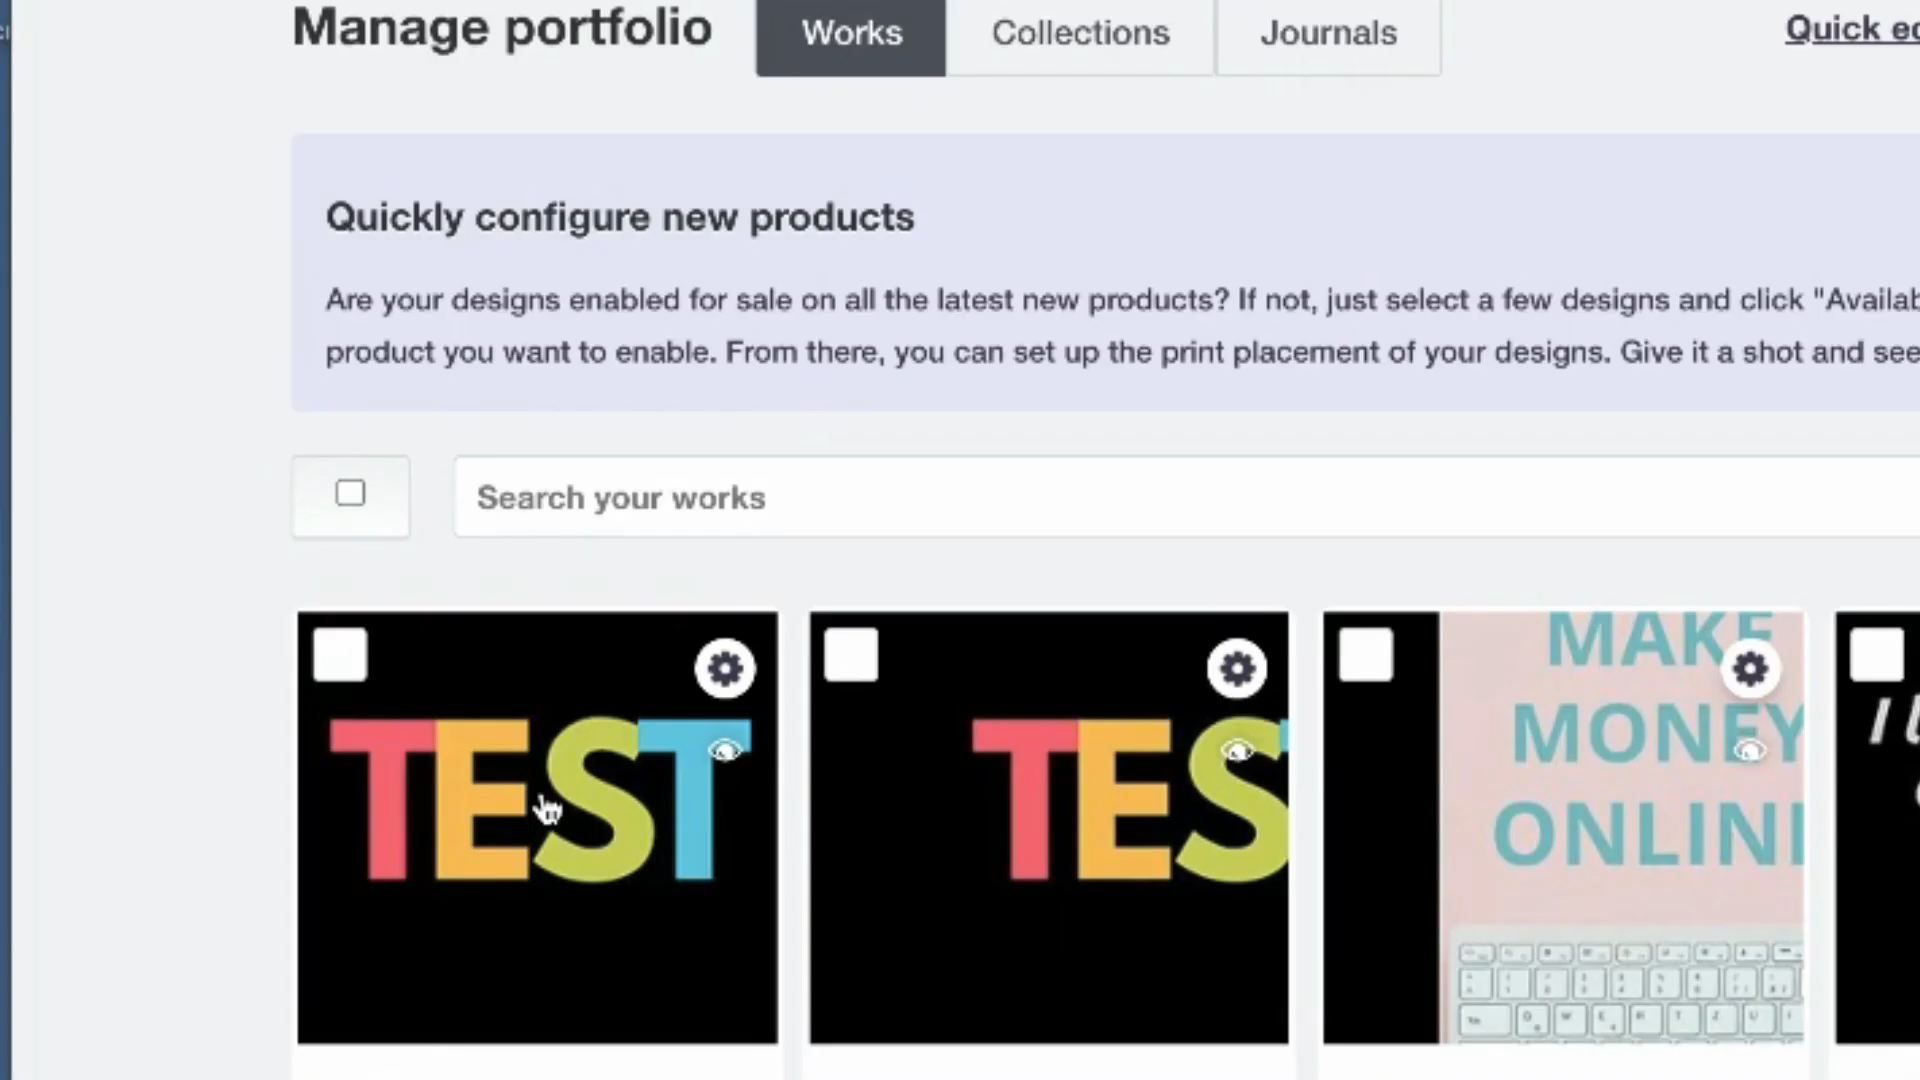 Manage portfolio
Works
Collections
Journals
Quick
Quickly configure new products
Are your designs enabled for sale on all the latest new products? If not, just select a few designs and click "Availab
product you want to enable. From there, you can set up the print placement of your designs. Give it a shot and see
Search your works
TEST
TES
MAKE
MONEY
ONLIN
I